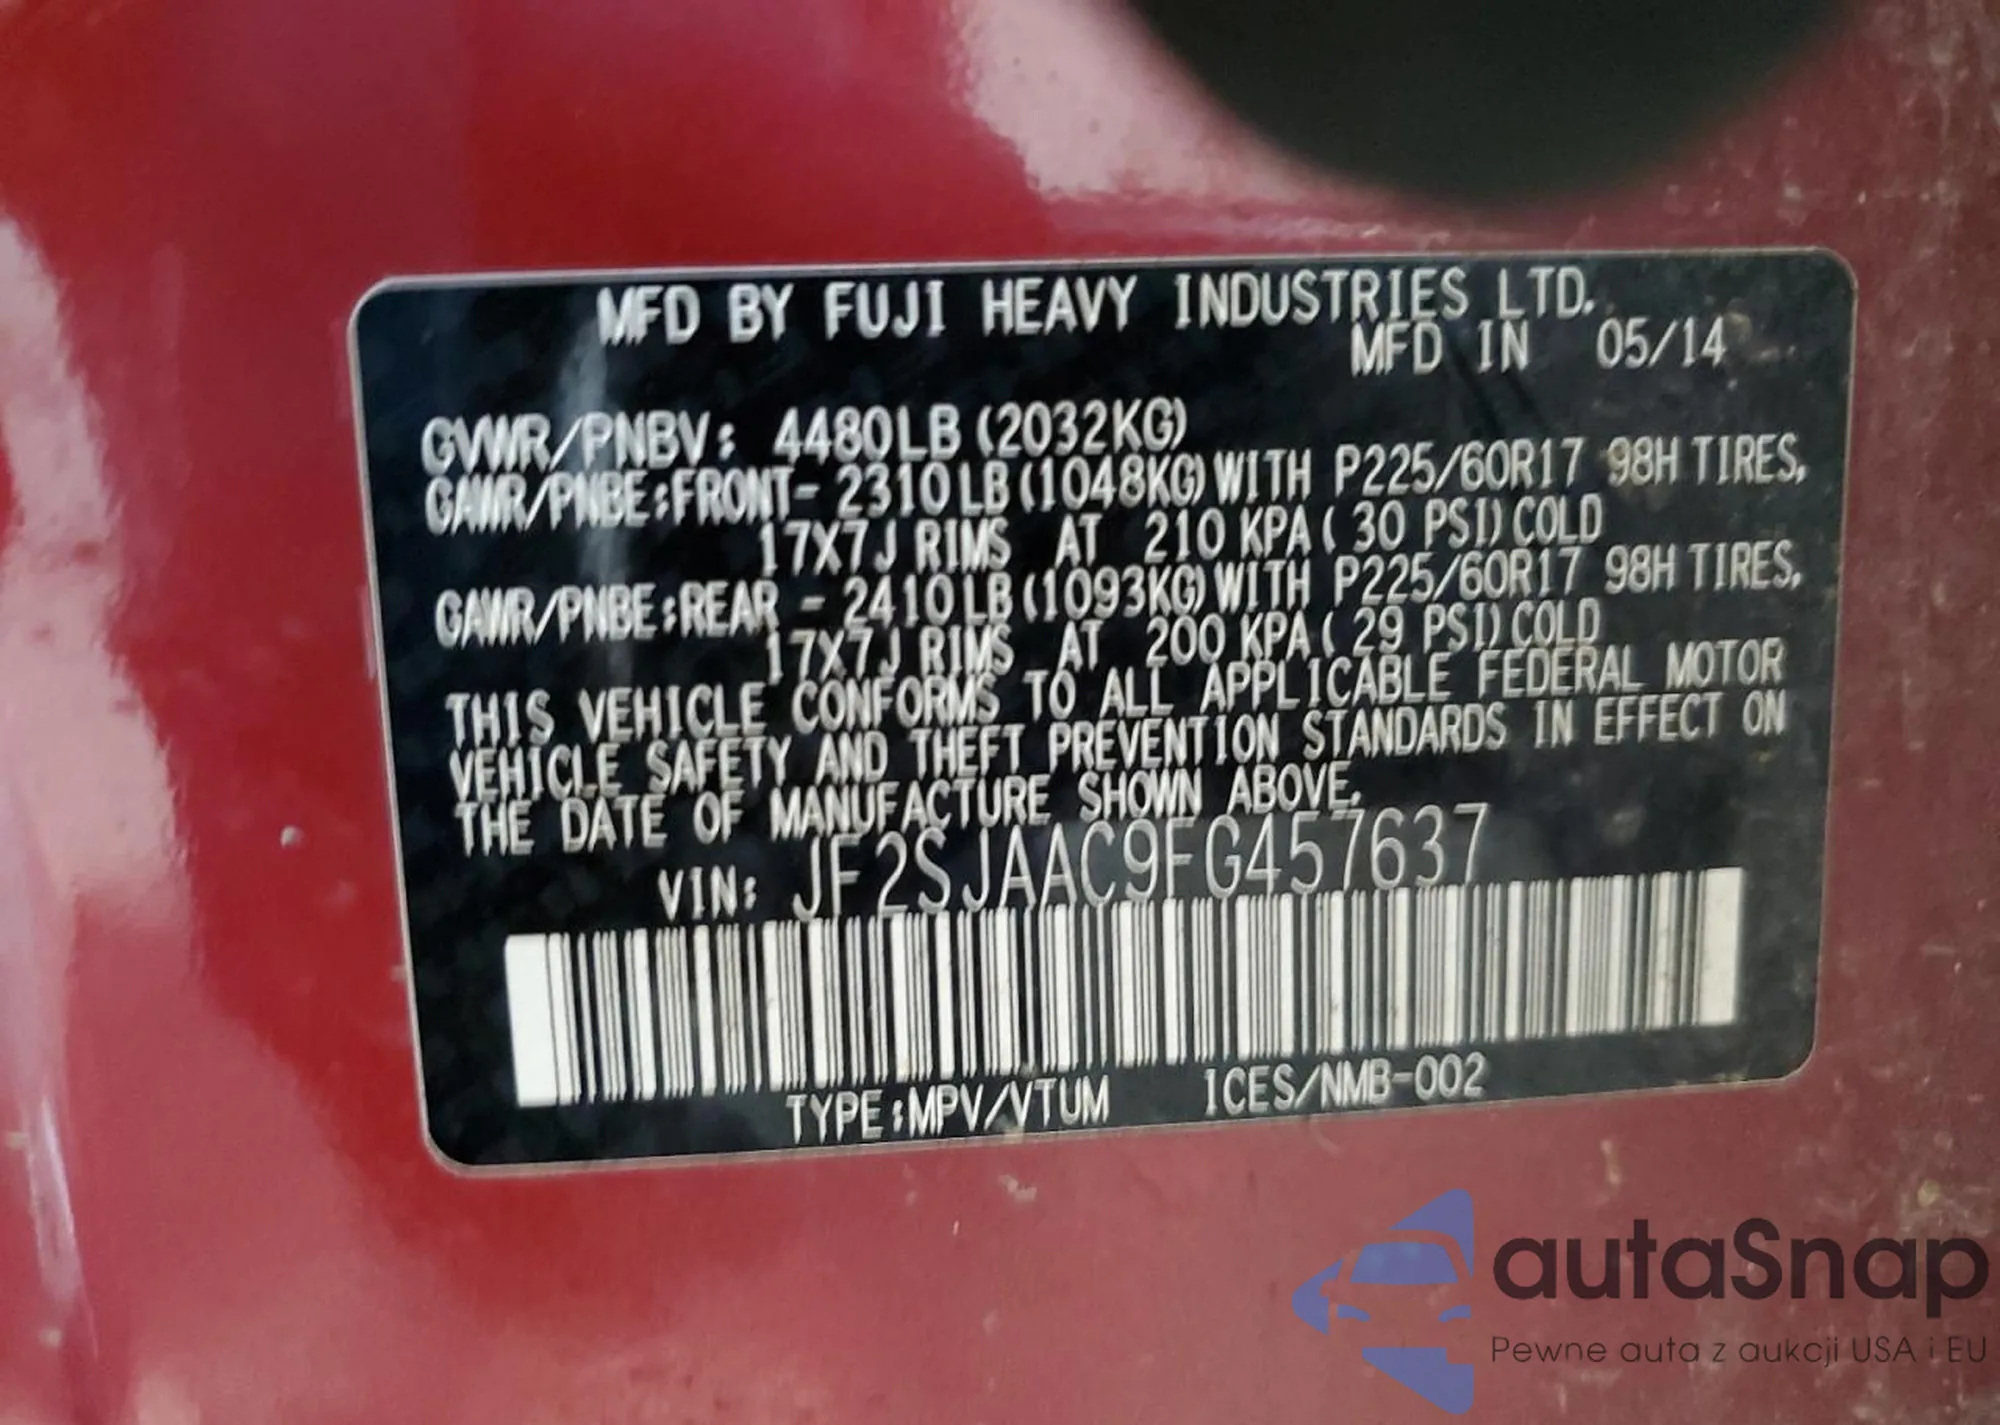 MFD BY FUJI HEAVY INDUSTRIES LTD.
MFD IN 05/14
GVWR/PNBV: 4480LB (2032KG)
GAWR/PNBE:FRONT- 2310LB (1048KG) WITH P225/60R17 98H TIRES,
17X7J RIMS AT 210 KPA ( 30 PSI) COLD
GAWR/PNBE:REAR - 2410LB (1093KG) WITH P225/60R17 98H TIRES,
17X7J RIMS AT 200 KPA ( 29 PSI) COLD
THIS VEHICLE CONFORMS TO ALL APPLICABLE FEDERAL MOTOR
VEHICLE SAFETY AND THEFT PREVENTION STANDARDS IN EFFECT ON
THE DATE OF MANUFACTURE SHOWN ABOVE.
VIN: JF2SJAAC9FG457637
TYPE:MPV/VTUM ICES/NMB-002
autaSnap
Pewne auta z aukcji USA i EU